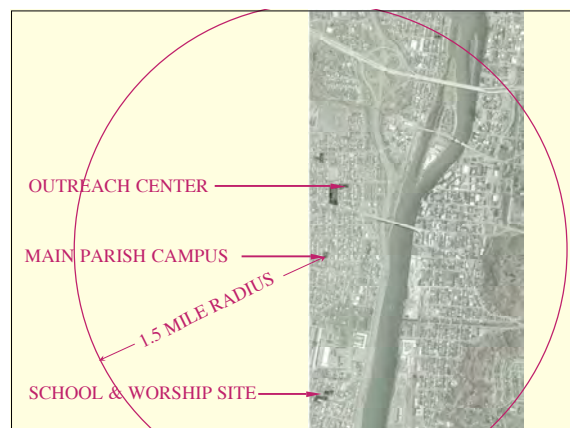 OUTREACH CENTER
MAIN PARISH CAMPUS
1.5 MILE RADIUS
SCHOOL & WORSHIP SITE